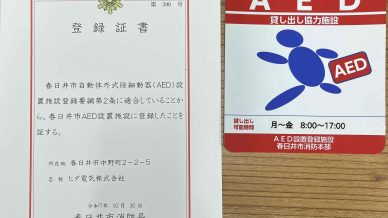 第 396 号
登録証書
春日井市自動体外式除細動器(AED)設
置施設登録要綱第2条に適合していることか
ら、春日井市AED設置施設に登録したことを
証する。
所在地 春日井市中野町2-2-5
名 称 ヒダ電気株式会社
令和7年 10月 30日
春日井市消防長
AED
貸し出し協力施設
AED
貸し出し
可能時間
月~金 8:00~17:00
AED設置登録施設
春日井市消防本部